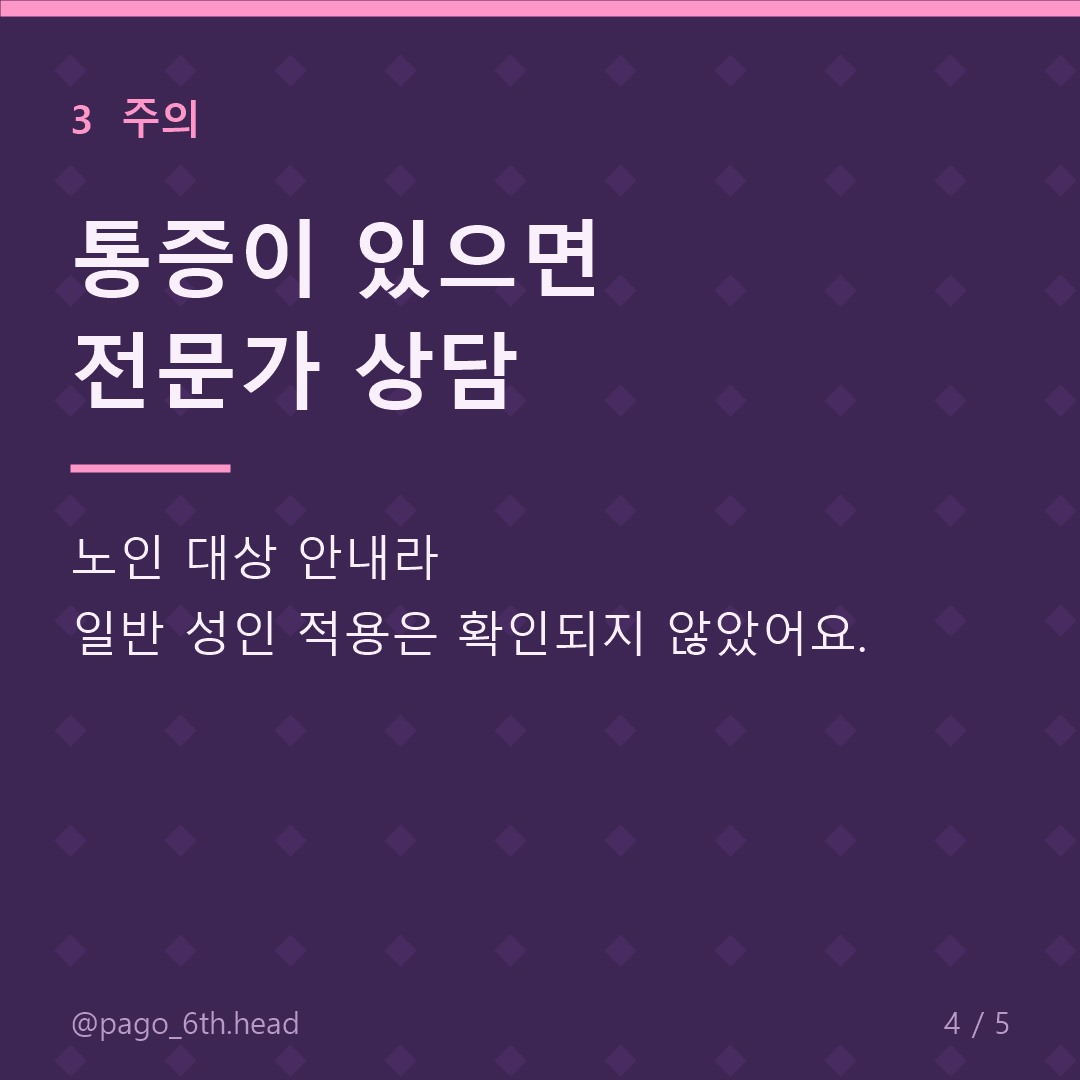 3 주의
통증이 있으면
전문가 상담
노인 대상 안내라
일반 성인 적용은 확인되지 않았어요.
@pago_6th.head
4 / 5